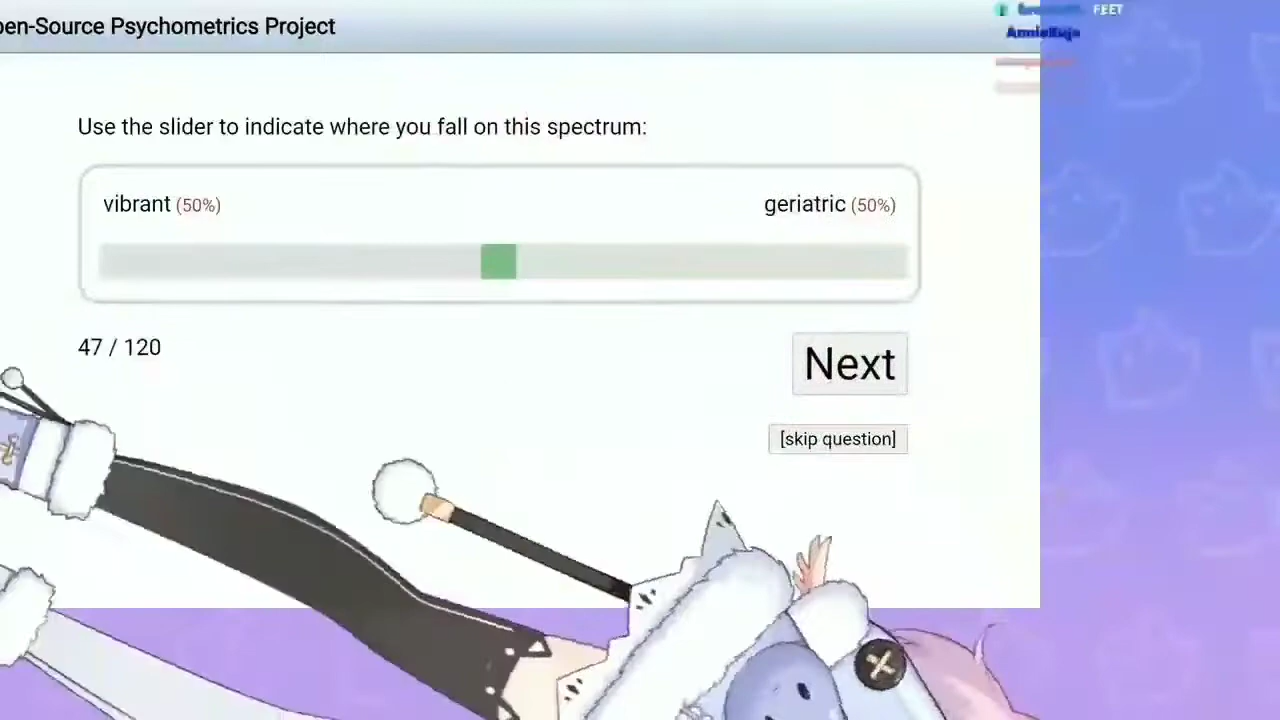 pen-Source Psychometrics Project
FEET
AnnieKuja
Use the slider to indicate where you fall on this spectrum:
vibrant (50%)
geriatric (50%)
47 / 120
Next
[skip question]